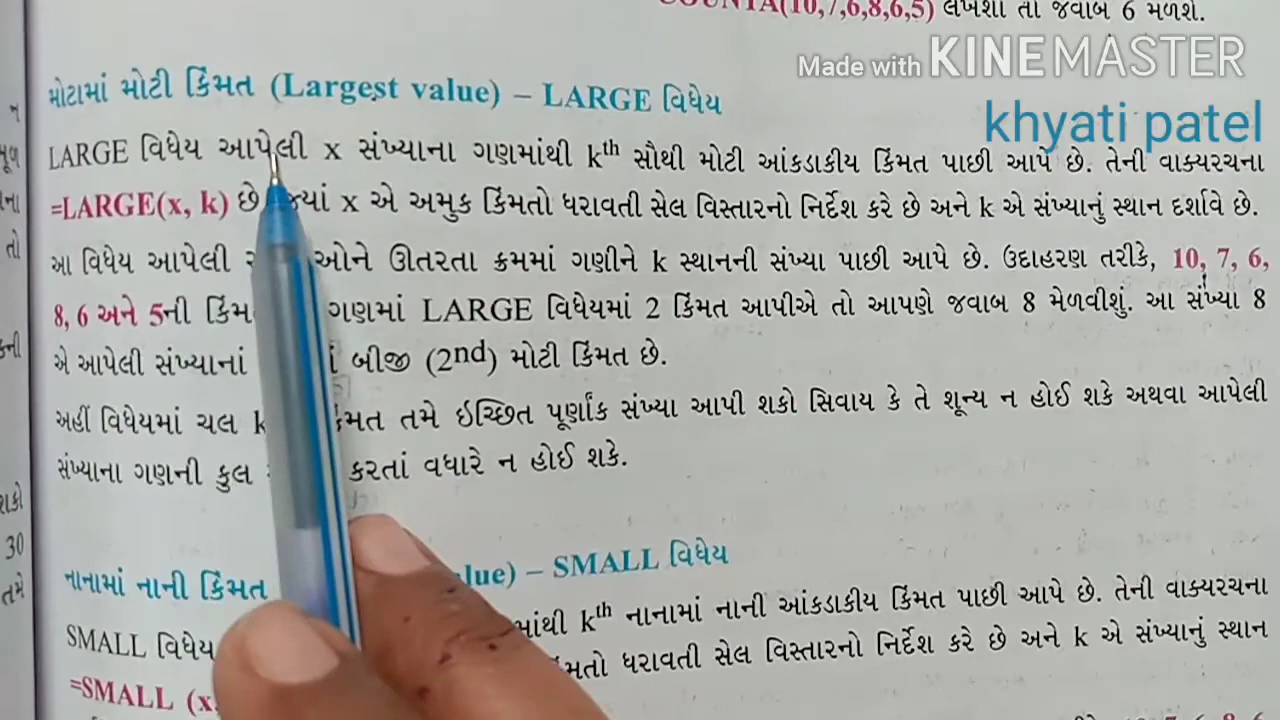 COUNTA(10,7,6,8,6,5) લખશો તો જવાબ 6 મળશે.
Made with KINEMASTER
khyati patel
મોટામાં મોટી કિંમત (Largest value) – LARGE વિધેય
LARGE વિધેય આપેલી x સંખ્યાના ગણમાંથી kth સૌથી મોટી આંકડાકીય કિંમત પાછી આપે છે. તેની વાક્યરચના
=LARGE(x, k) છે જ્યાં x એ અમુક કિંમતો ધરાવતી સેલ વિસ્તારનો નિર્દેશ કરે છે અને k એ સંખ્યાનું સ્થાન દર્શાવે છે.
આ વિધેય આપેલી ઓને ઊતરતા ક્રમમાં ગણીને k સ્થાનની સંખ્યા પાછી આપે છે. ઉદાહરણ તરીકે, 10, 7, 6,
8, 6 અને 5ની ગણમાં LARGE વિધેયમાં 2 કિંમત આપીએ તો આપણે જવાબ 8 મેળવીશું. આ સંખ્યા 8
એ આપેલી સંખ્યાનાં બીજી (2nd) મોટી કિંમત છે.
અહીં વિધેયમાં ચલ k કિંમત તમે ઇચ્છિત પૂર્ણાંક સંખ્યા આપી શકો સિવાય કે તે શૂન્ય ન હોઈ શકે અથવા આપેલી
સંખ્યાના ગણની કુલ કરતાં વધારે ન હોઈ શકે.
નાનામાં નાની કિંમત lue) – SMALL વિધેય
SMALL વિધેય માંથી kth નાનામાં નાની આંકડાકીય કિંમત પાછી આપે છે. તેની વાક્યરચના
=SMALL (x, કિંમતો ધરાવતી સેલ વિસ્તારનો નિર્દેશ કરે છે અને k એ સંખ્યાનું સ્થાન
ન
મૂળ
ના
તો
કની
શકો
30
તમે